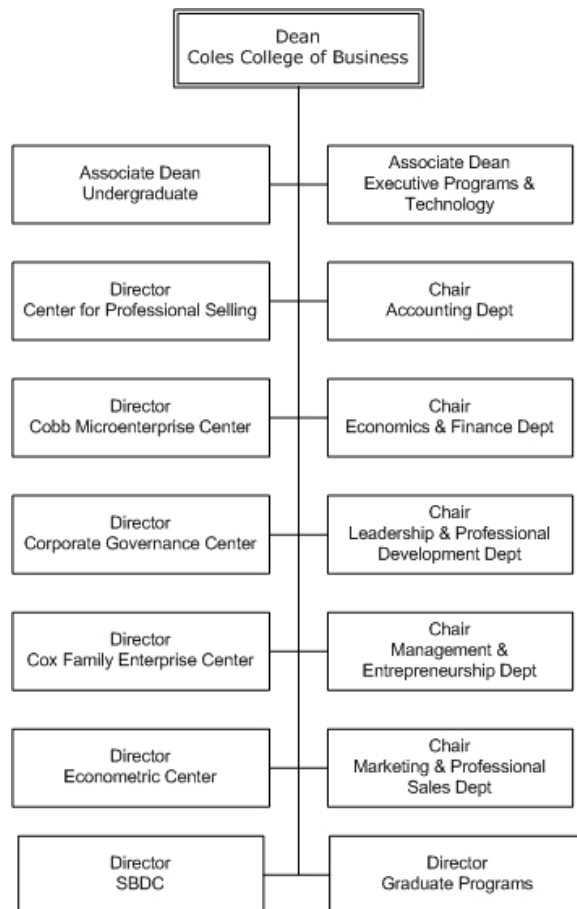 Dean
Coles College of Business
Associate Dean
Undergraduate
Associate Dean
Executive Programs &
Technology
Director
Center for Professional Selling
Chair
Accounting Dept
Director
Cobb Microenterprise Center
Chair
Economics & Finance Dept
Director
Corporate Governance Center
Chair
Leadership & Professional
Development Dept
Director
Cox Family Enterprise Center
Chair
Management &
Entrepreneurship Dept
Director
Econometric Center
Chair
Marketing & Professional
Sales Dept
Director
SBDC
Director
Graduate Programs